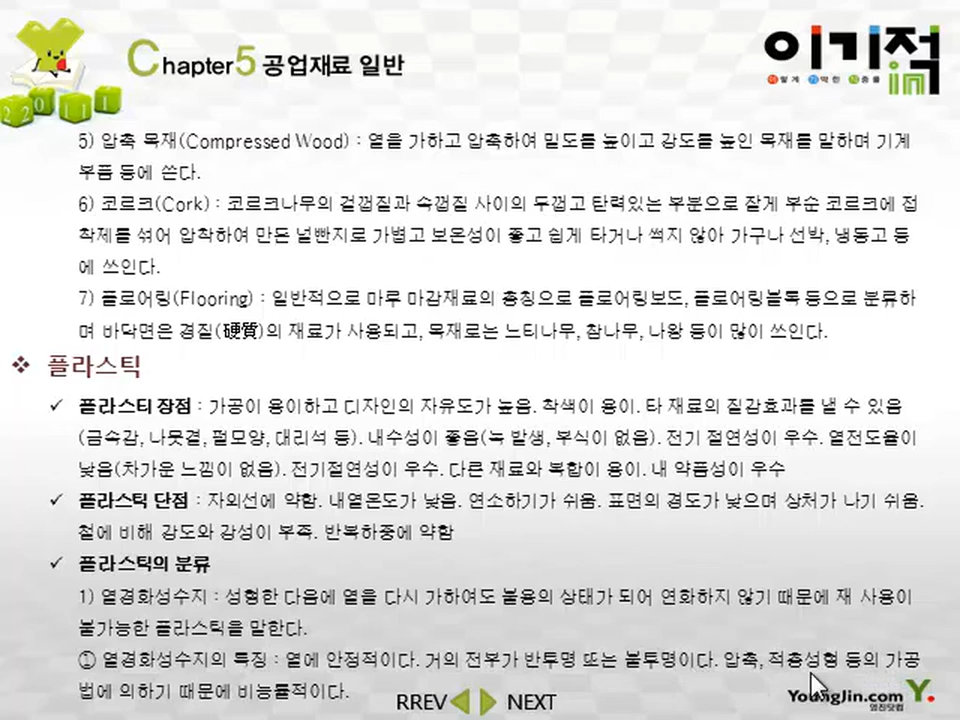 Chapter5 공업재료 일반
이기적in
이렇게 기막힌 적중률
2011
5) 압축 목재(Compressed Wood) : 열을 가하고 압축하여 밀도를 높이고 강도를 높인 목재를 말하며 기계
부품 등에 쓴다.
6) 코르크(Cork) : 코르크나무의 겉껍질과 속껍질 사이의 두껍고 탄력있는 부분으로 잘게 부순 코르크에 접
착제를 섞어 압착하여 만든 널빤지로 가볍고 보온성이 좋고 쉽게 타거나 썩지 않아 가구나 선박, 냉동고 등
에 쓰인다.
7) 플로어링(Flooring) : 일반적으로 마루 마감재료의 총칭으로 플로어링보도, 플로어링블록 등으로 분류하
며 바닥면은 경질(硬質)의 재료가 사용되고, 목재로는 느티나무, 참나무, 나왕 등이 많이 쓰인다.
❖ 플라스틱
✓ 플라스티 장점 : 가공이 용이하고 디자인의 자유도가 높음. 착색이 용이. 타 재료의 질감효과를 낼 수 있음
(금속감, 나뭇결, 펄모양, 대리석 등). 내수성이 좋음(녹 발생, 부식이 없음). 전기 절연성이 우수. 열전도율이
낮음(차가운 느낌이 없음). 전기절연성이 우수. 다른 재료와 복합이 용이. 내 약품성이 우수
✓ 플라스틱 단점 : 자외선에 약함. 내열온도가 낮음. 연소하기가 쉬움. 표면의 경도가 낮으며 상처가 나기 쉬움.
철에 비해 강도와 강성이 부족. 반복하중에 약함
✓ 플라스틱의 분류
1) 열경화성수지 : 성형한 다음에 열을 다시 가하여도 불용의 상태가 되어 연화하지 않기 때문에 재 사용이
불가능한 플라스틱을 말한다.
① 열경화성수지의 특징 : 열에 안정적이다. 거의 전부가 반투명 또는 불투명이다. 압축, 적층성형 등의 가공
법에 의하기 때문에 비능률적이다.
RREV NEXT
YoungJin.com Y.
영진닷컴